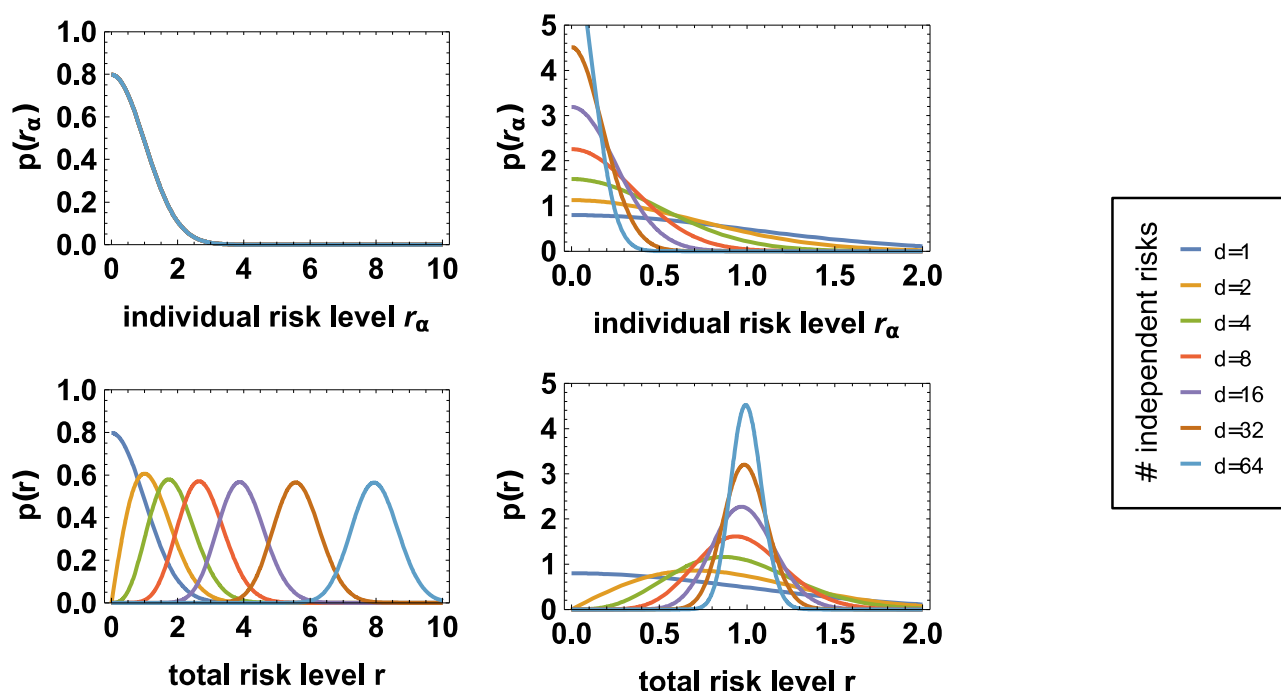 p(rα)
1.0
0.8
0.6
0.4
0.2
0.0
0 2 4 6 8 10
individual risk level rα
p(rα)
5
4
3
2
1
0
0.0 0.5 1.0 1.5 2.0
individual risk level rα
p(r)
1.0
0.8
0.6
0.4
0.2
0.0
0 2 4 6 8 10
total risk level r
p(r)
5
4
3
2
1
0
0.0 0.5 1.0 1.5 2.0
total risk level r
# independent risks
d=1
d=2
d=4
d=8
d=16
d=32
d=64